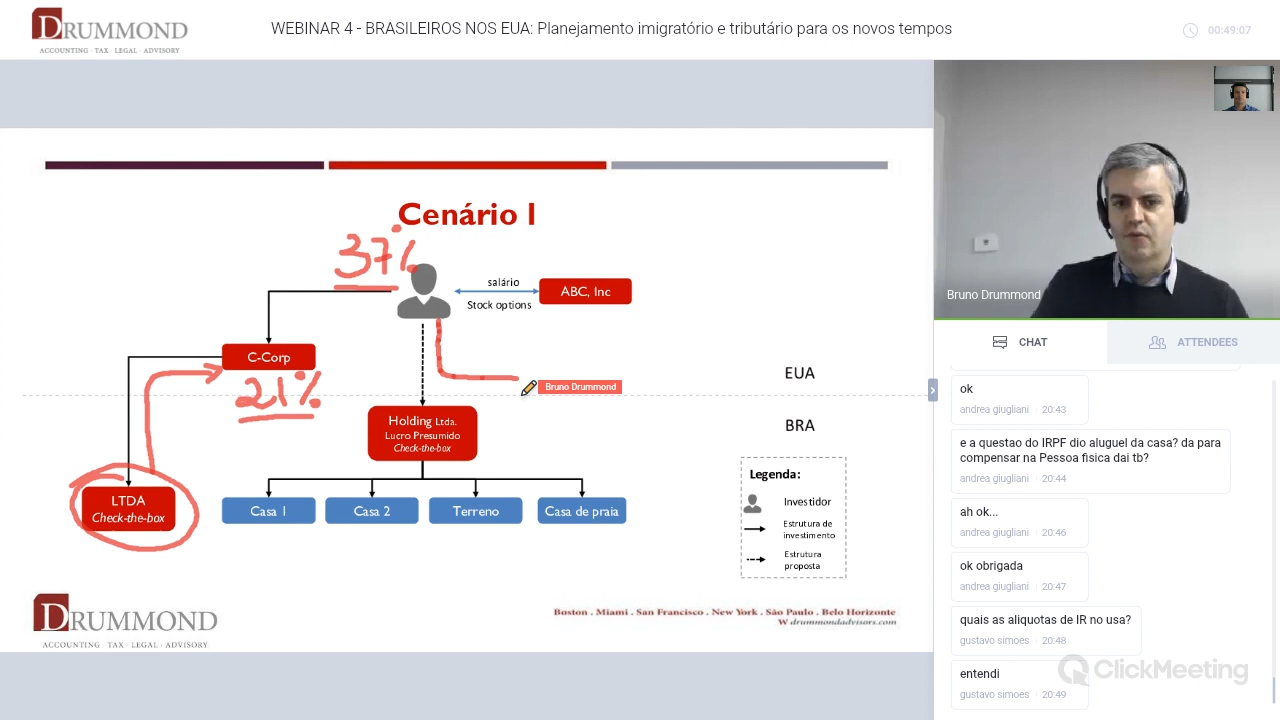 DRUMMOND
ACCOUNTING · TAX · LEGAL · ADVISORY
WEBINAR 4 - BRASILEIROS NOS EUA: Planejamento imigratório e tributário para os novos tempos
00:49:07
Cenário I
37%
salário
Stock options
ABC, Inc
C-Corp
21%
Bruno Drummond
EUA
BRA
Holding Ltda.
Lucro Presumido
Check-the-box
LTDA
Check-the-box
Casa 1
Casa 2
Terreno
Casa de praia
Legenda:
Investidor
Estrutura de
investimento
Estrutura
proposta
DRUMMOND
ACCOUNTING · TAX · LEGAL · ADVISORY
Boston . Miami . San Francisco . New York . São Paulo . Belo Horizonte
W drummondadvisors.com
Bruno Drummond
CHAT
ATTENDEES
ok
andrea giugliani · 20:43
e a questao do IRPF dio aluguel da casa? da para
compensar na Pessoa fisica dai tb?
andrea giugliani · 20:44
ah ok...
andrea giugliani · 20:46
ok obrigada
andrea giugliani · 20:47
quais as aliquotas de IR no usa?
gustavo simoes · 20:48
entendi
gustavo simoes · 20:49
ClickMeeting